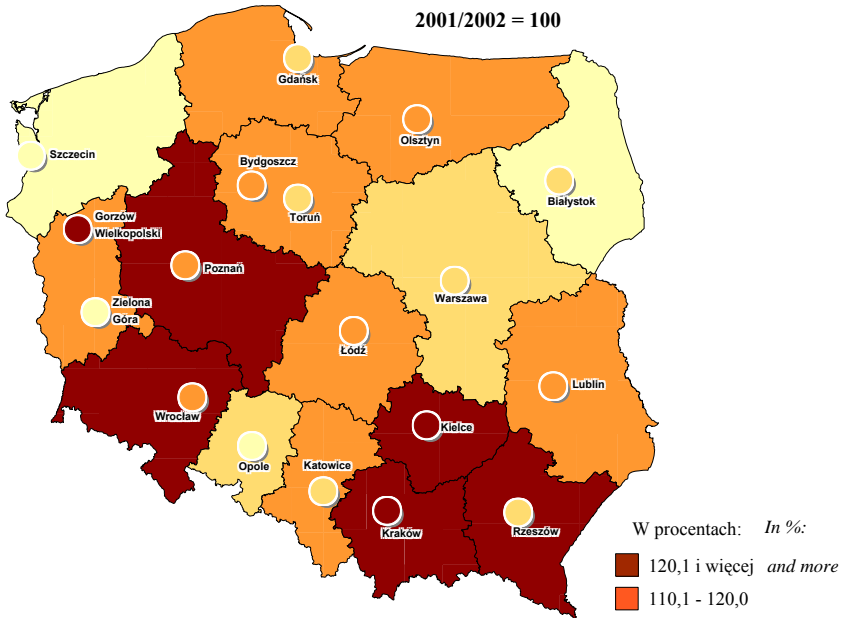 2001/2002 = 100
Gdańsk
Olsztyn
Szczecin
Bydgoszcz
Toruń
Białystok
Gorzów
Wielkopolski
Poznań
Warszawa
Zielona
Góra
Łódź
Lublin
Wrocław
Kielce
Opole
Katowice
Kraków
Rzeszów
W procentach: In %:
120,1 i więcej and more
110,1 - 120,0